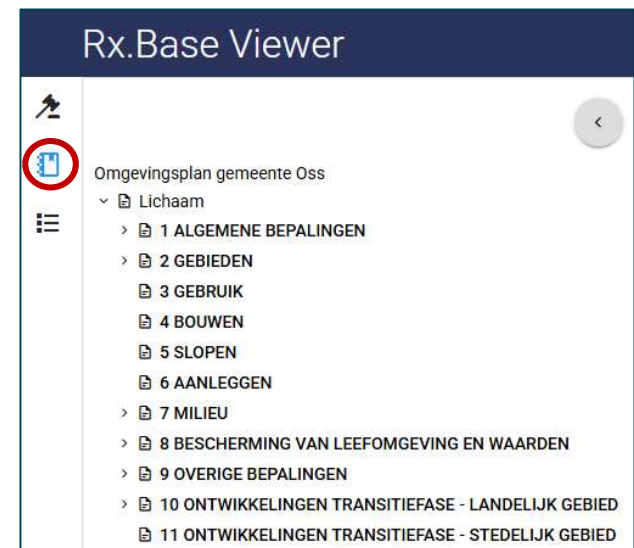 Rx.Base Viewer
Omgevingsplan gemeente Oss
Lichaam
1 ALGEMENE BEPALINGEN
2 GEBIEDEN
3 GEBRUIK
4 BOUWEN
5 SLOPEN
6 AANLEGGEN
7 MILIEU
8 BESCHERMING VAN LEEFOMGEVING EN WAARDEN
9 OVERIGE BEPALINGEN
10 ONTWIKKELINGEN TRANSITIEFASE - LANDELIJK GEBIED
11 ONTWIKKELINGEN TRANSITIEFASE - STEDELIJK GEBIED